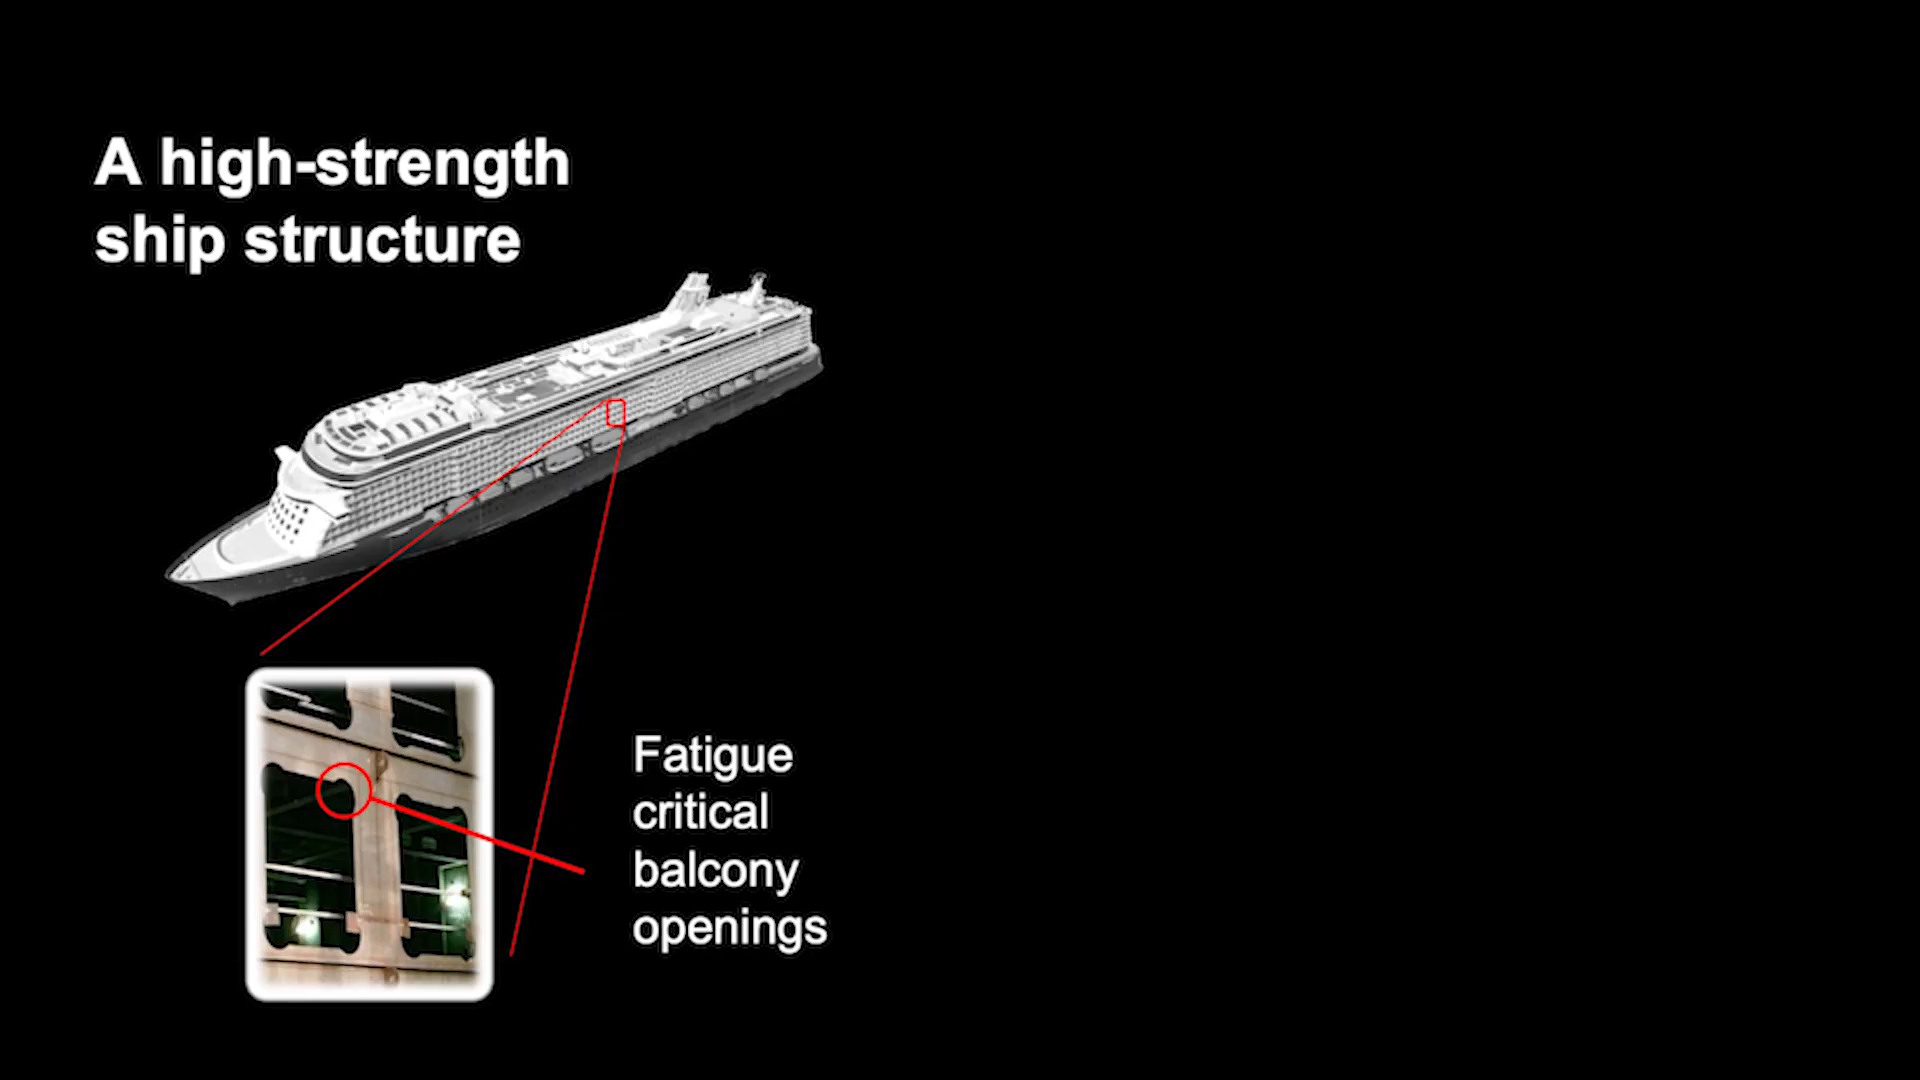 A high-strength
ship structure
Fatigue
critical
balcony
openings